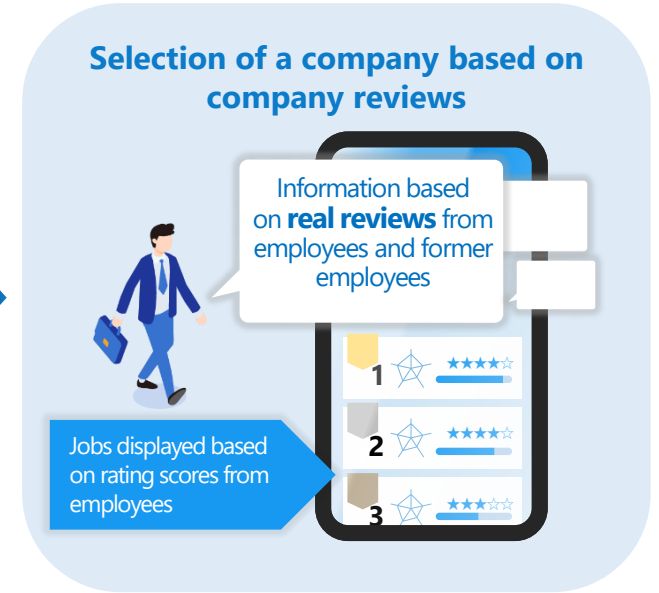 Selection of a company based on
company reviews
Information based
on real reviews from
employees and former
employees
1 ★★★★☆
2 ★★★★☆
3 ★★★☆☆
Jobs displayed based
on rating scores from
employees